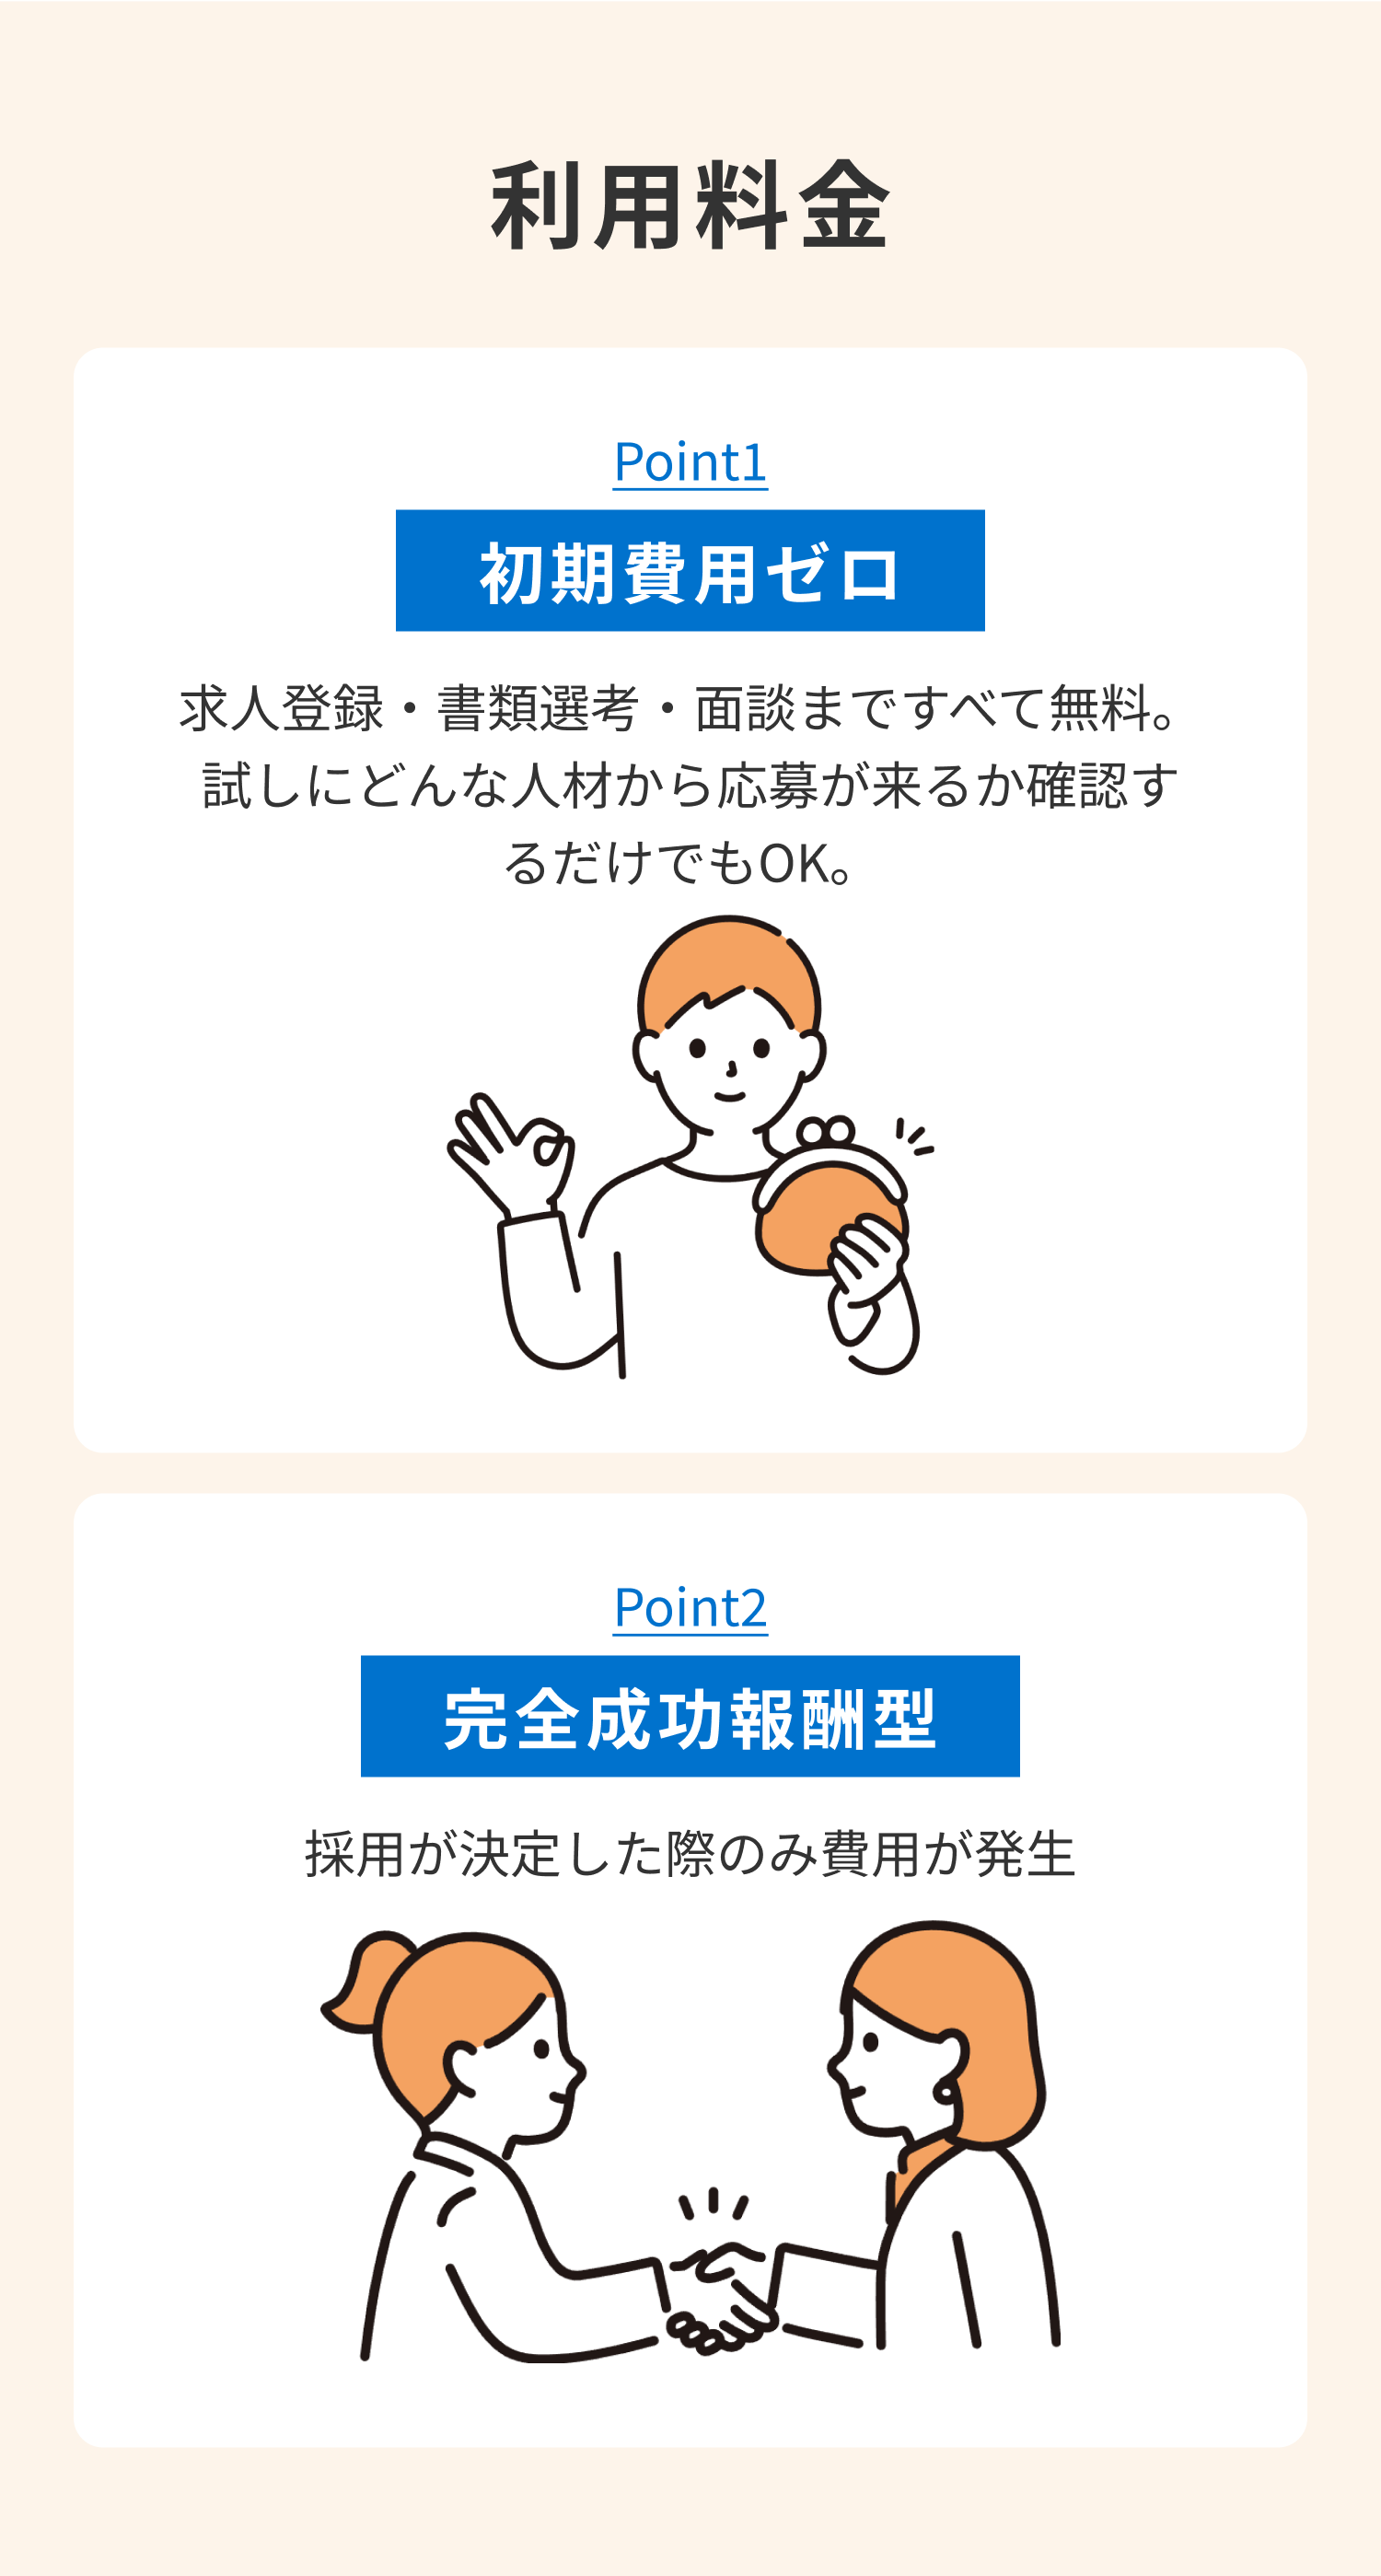 利用料金
Point1
初期費用ゼロ
求人登録・書類選考・面談まですべて無料。
試しにどんな人材から応募が来るか確認す
るだけでもOK。
Point2
完全成功報酬型
採用が決定した際のみ費用が発生